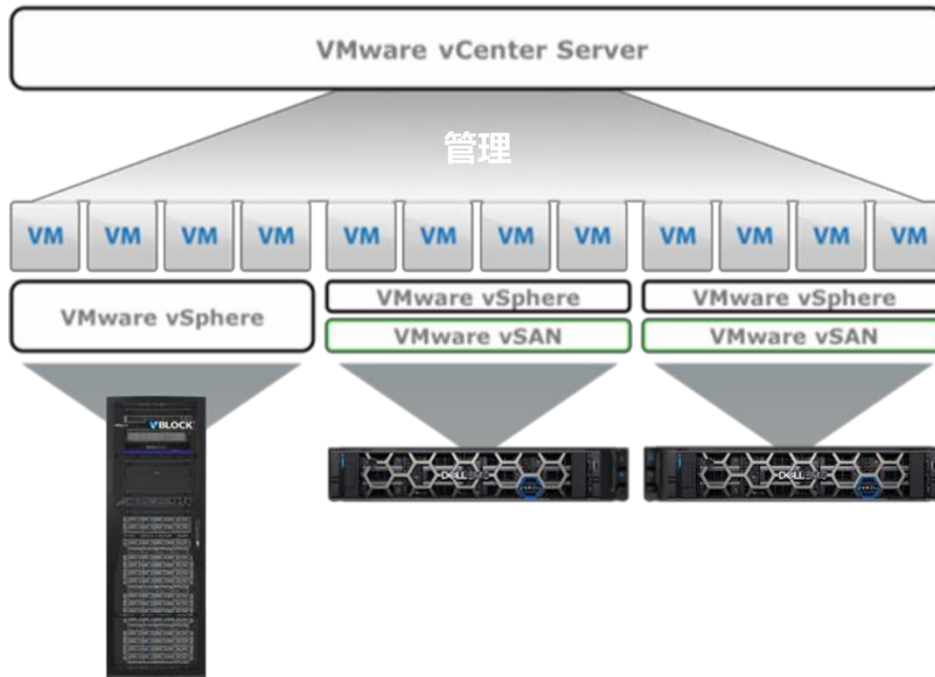 VMware vCenter Server
管理
VM VM VM VM VM VM VM VM VM VM VM VM
VMware vSphere
VMware vSphere
VMware vSphere
VMware vSAN
VMware vSAN
VBLOCK
DELL EMC
DELL EMC